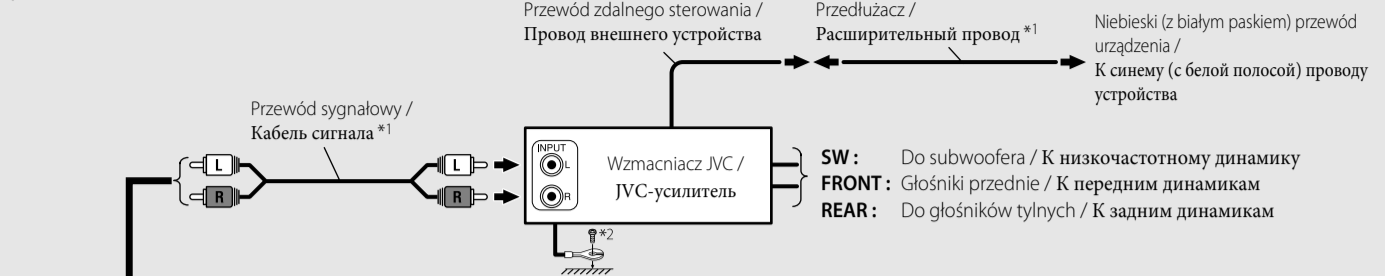 Przewód zdalnego sterowania /
Провод внешнего устройства
Przedłużacz /
Расширительный провод *1
Niebieski (z białym paskiem) przewód
urządzenia /
К синему (с белой полосой) проводу
устройства
Przewód sygnałowy /
Кабель сигнала *1
L
R
L
R
INPUT
L
R
Wzmacniacz JVC /
JVC-усилитель
SW : Do subwoofera / К низкочастотному динамику
FRONT : Głośniki przednie / К передним динамикам
REAR : Do głośników tylnych / К задним динамикам
*2